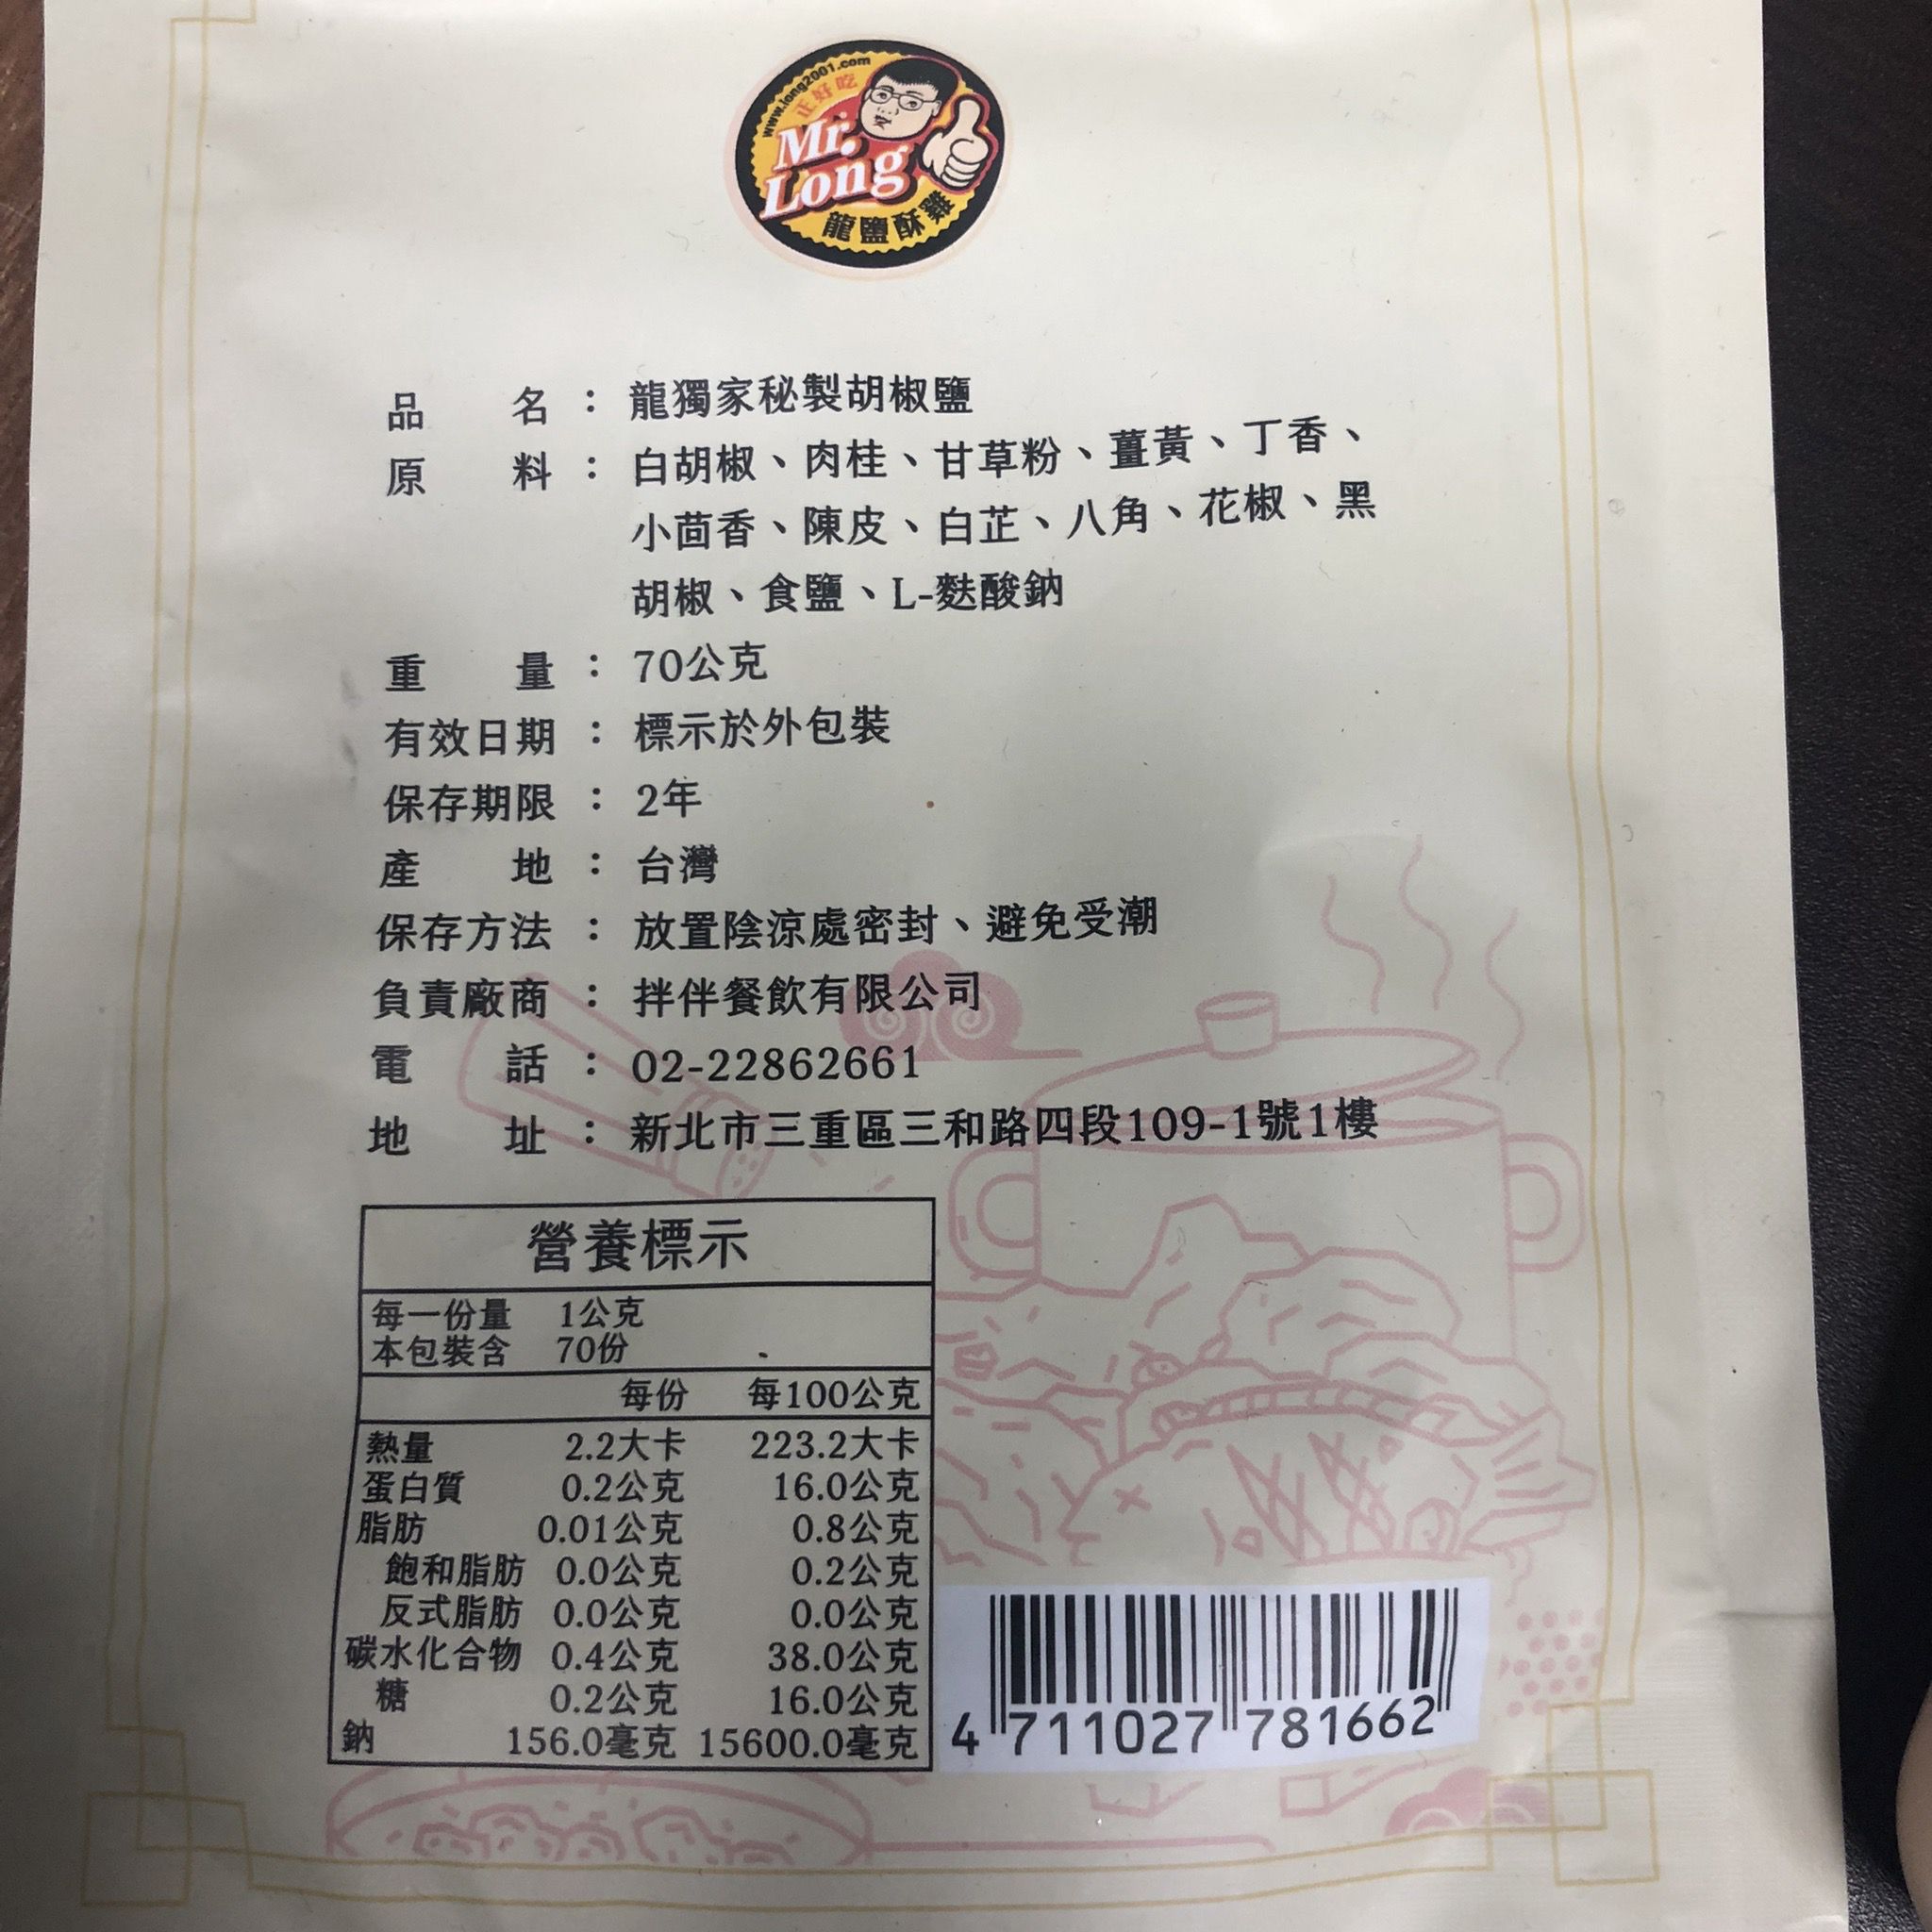 www.long2001.com
正好吃
Mr.
Long
龍鹽酥雞
品名：龍獨家秘製胡椒鹽
原料：白胡椒、肉桂、甘草粉、薑黃、丁香、
小茴香、陳皮、白芷、八角、花椒、黑
胡椒、食鹽、L-麩酸鈉
重量：70公克
有效日期：標示於外包裝
保存期限：2年
產地：台灣
保存方法：放置陰涼處密封、避免受潮
負責廠商：拌伴餐飲有限公司
電話：02-22862661
地址：新北市三重區三和路四段109-1號1樓
營養標示
每一份量 1公克
本包裝含 70份
每份 每100公克
熱量 2.2大卡 223.2大卡
蛋白質 0.2公克 16.0公克
脂肪 0.01公克 0.8公克
飽和脂肪 0.0公克 0.2公克
反式脂肪 0.0公克 0.0公克
碳水化合物 0.4公克 38.0公克
糖 0.2公克 16.0公克
鈉 156.0毫克 15600.0毫克
4 711027 781662